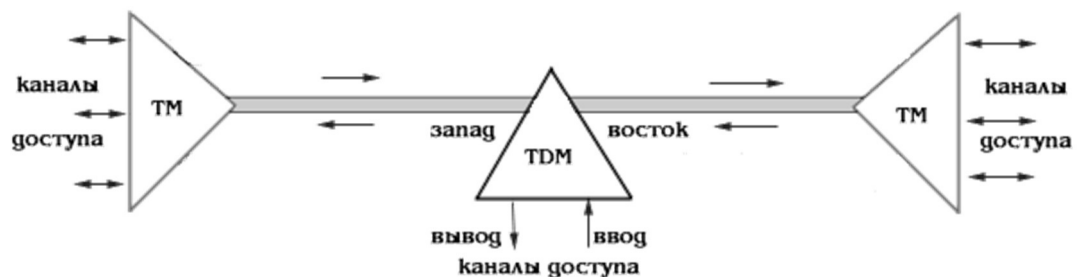 каналы
доступа
TM
запад
TDM
восток
вывод
ввод
каналы доступа
TM
каналы
доступа